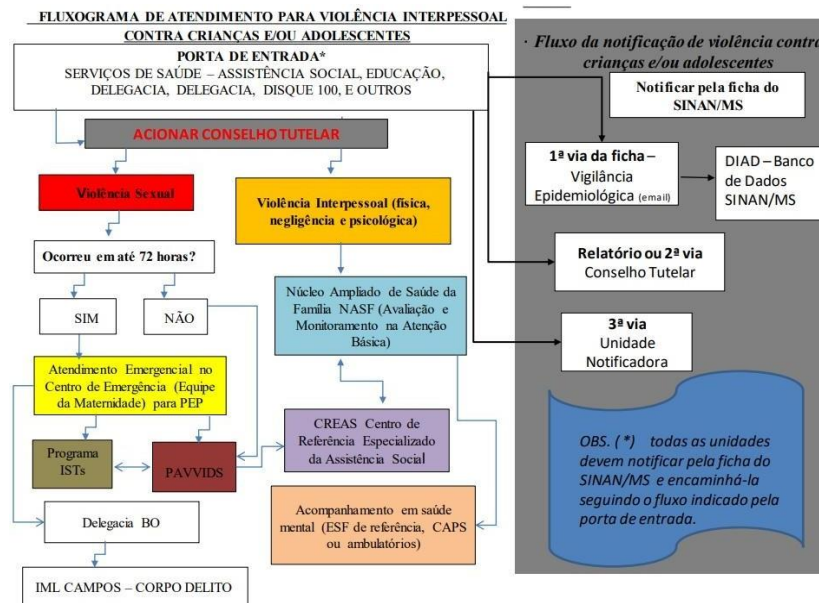 FLUXOGRAMA DE ATENDIMENTO PARA VIOLÊNCIA INTERPESSOAL
CONTRA CRIANÇAS E/OU ADOLESCENTES
PORTA DE ENTRADA*
SERVIÇOS DE SAÚDE – ASSISTÊNCIA SOCIAL, EDUCAÇÃO,
DELEGACIA, DELEGACIA, DISQUE 100, E OUTROS
ACIONAR CONSELHO TUTELAR
Violência Sexual
Violência Interpessoal (física,
negligência e psicológica)
Ocorreu em até 72 horas?
SIM
NÃO
Núcleo Ampliado de Saúde da
Família NASF (Avaliação e
Monitoramento na Atenção
Básica)
Atendimento Emergencial no
Centro de Emergência (Equipe
da Maternidade) para PEP
Programa
ISTs
PAVVIDS
CREAS Centro de
Referência Especializado
da Assistência Social
Delegacia BO
Acompanhamento em saúde
mental (ESF de referência, CAPS
ou ambulatórios)
IML CAMPOS – CORPO DELITO
· Fluxo da notificação de violência contra
crianças e/ou adolescentes
Notificar pela ficha do
SINAN/MS
1ª via da ficha –
Vigilância
Epidemiológica (email)
DIAD – Banco
de Dados
SINAN/MS
Relatório ou 2ª via
Conselho Tutelar
3ª via
Unidade
Notificadora
OBS. (*) todas as unidades
devem notificar pela ficha do
SINAN/MS e encaminhá-la
seguindo o fluxo indicado pela
porta de entrada.